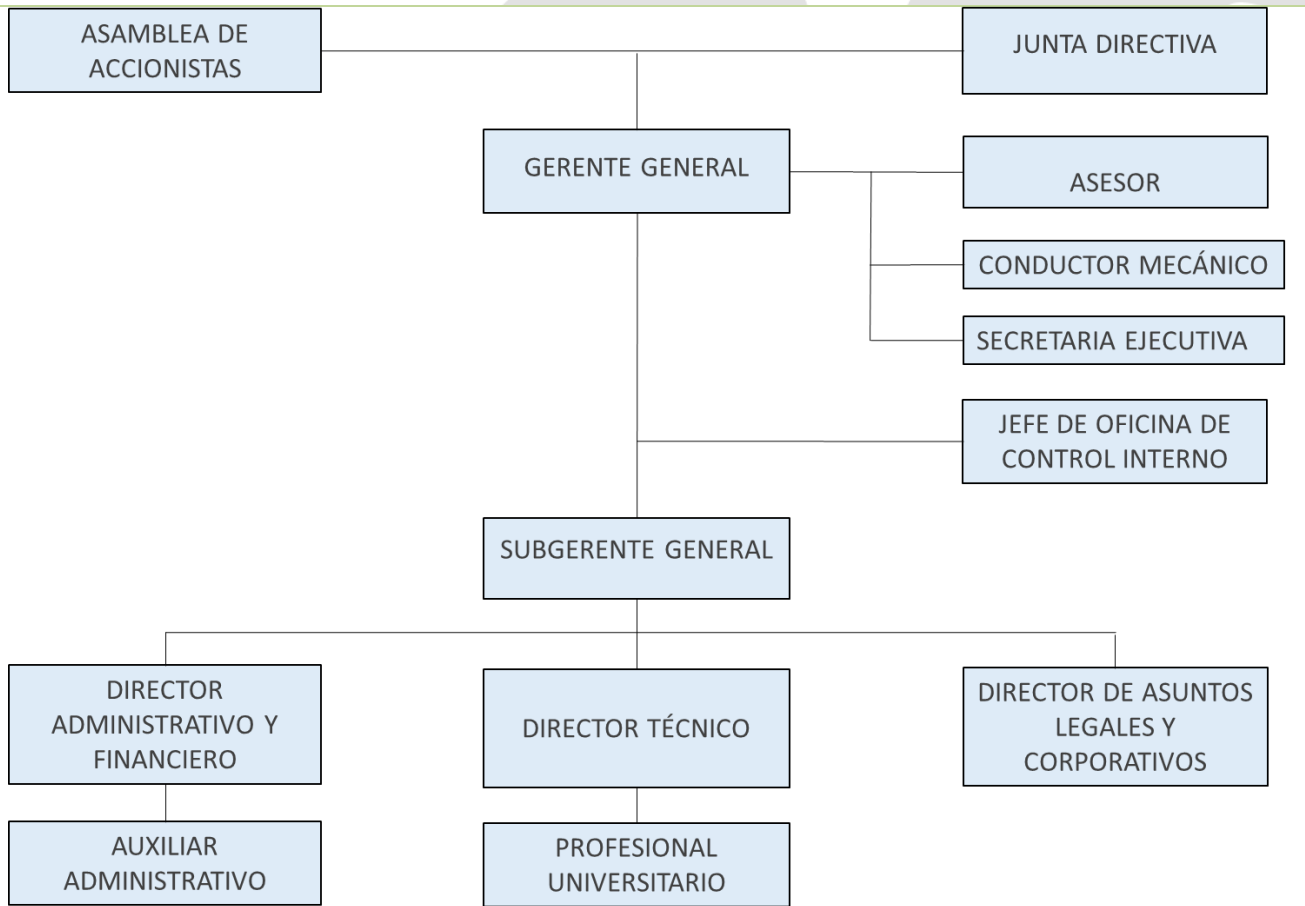 ASAMBLEA DE
ACCIONISTAS
JUNTA DIRECTIVA
GERENTE GENERAL
ASESOR
CONDUCTOR MECÁNICO
SECRETARIA EJECUTIVA
JEFE DE OFICINA DE
CONTROL INTERNO
SUBGERENTE GENERAL
DIRECTOR
ADMINISTRATIVO Y
FINANCIERO
DIRECTOR TÉCNICO
DIRECTOR DE ASUNTOS
LEGALES Y
CORPORATIVOS
AUXILIAR
ADMINISTRATIVO
PROFESIONAL
UNIVERSITARIO